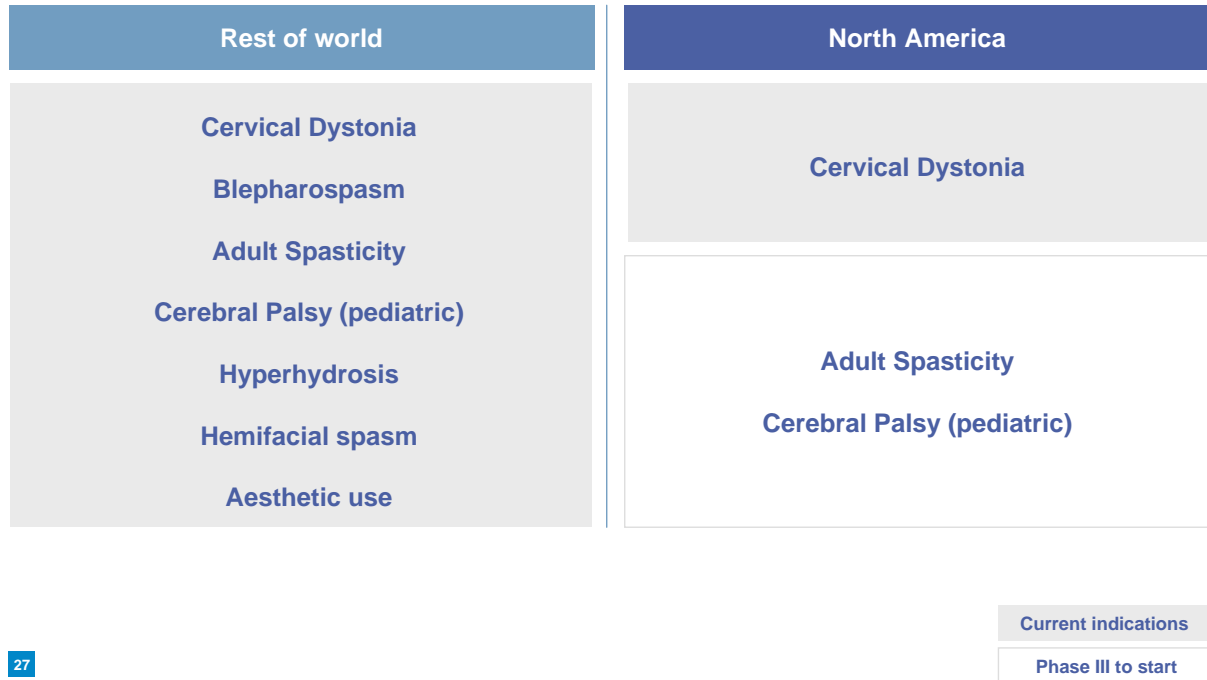 Rest of world
Cervical Dystonia
Blepharospasm
Adult Spasticity
Cerebral Palsy (pediatric)
Hyperhydrosis
Hemifacial spasm
Aesthetic use
North America
Cervical Dystonia
Adult Spasticity
Cerebral Palsy (pediatric)
Current indications
Phase III to start
27